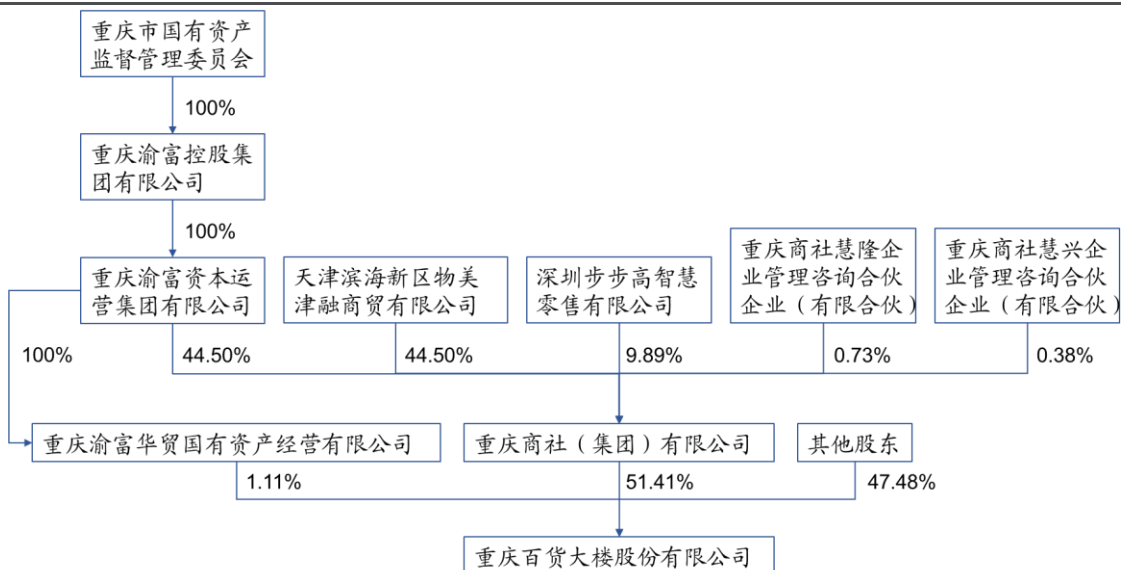 重庆市国有资产
监督管理委员会
100%
重庆渝富控股集
团有限公司
100%
重庆渝富资本运
营集团有限公司
天津滨海新区物美
津融商贸有限公司
深圳步步高智慧
零售有限公司
重庆商社慧隆企
业管理咨询合伙
企业（有限合伙）
重庆商社慧兴企
业管理咨询合伙
企业（有限合伙）
100%
44.50%
44.50%
9.89%
0.73%
0.38%
重庆渝富华贸国有资产经营有限公司
重庆商社（集团）有限公司
其他股东
1.11%
51.41%
47.48%
重庆百货大楼股份有限公司